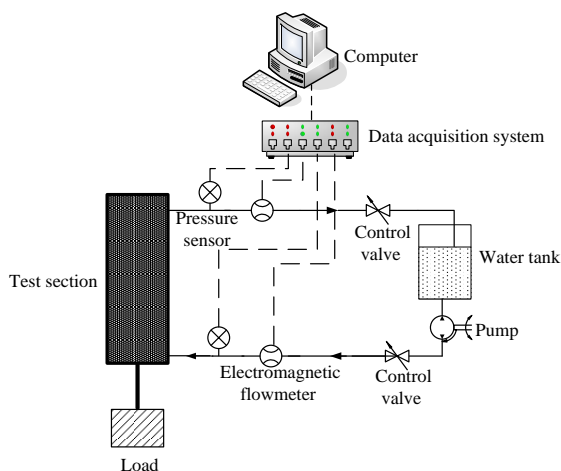 Computer
Data acquisition system
Pressure
sensor
Control
valve
Water tank
Test section
Pump
Electromagnetic
flowmeter
Control
valve
Load